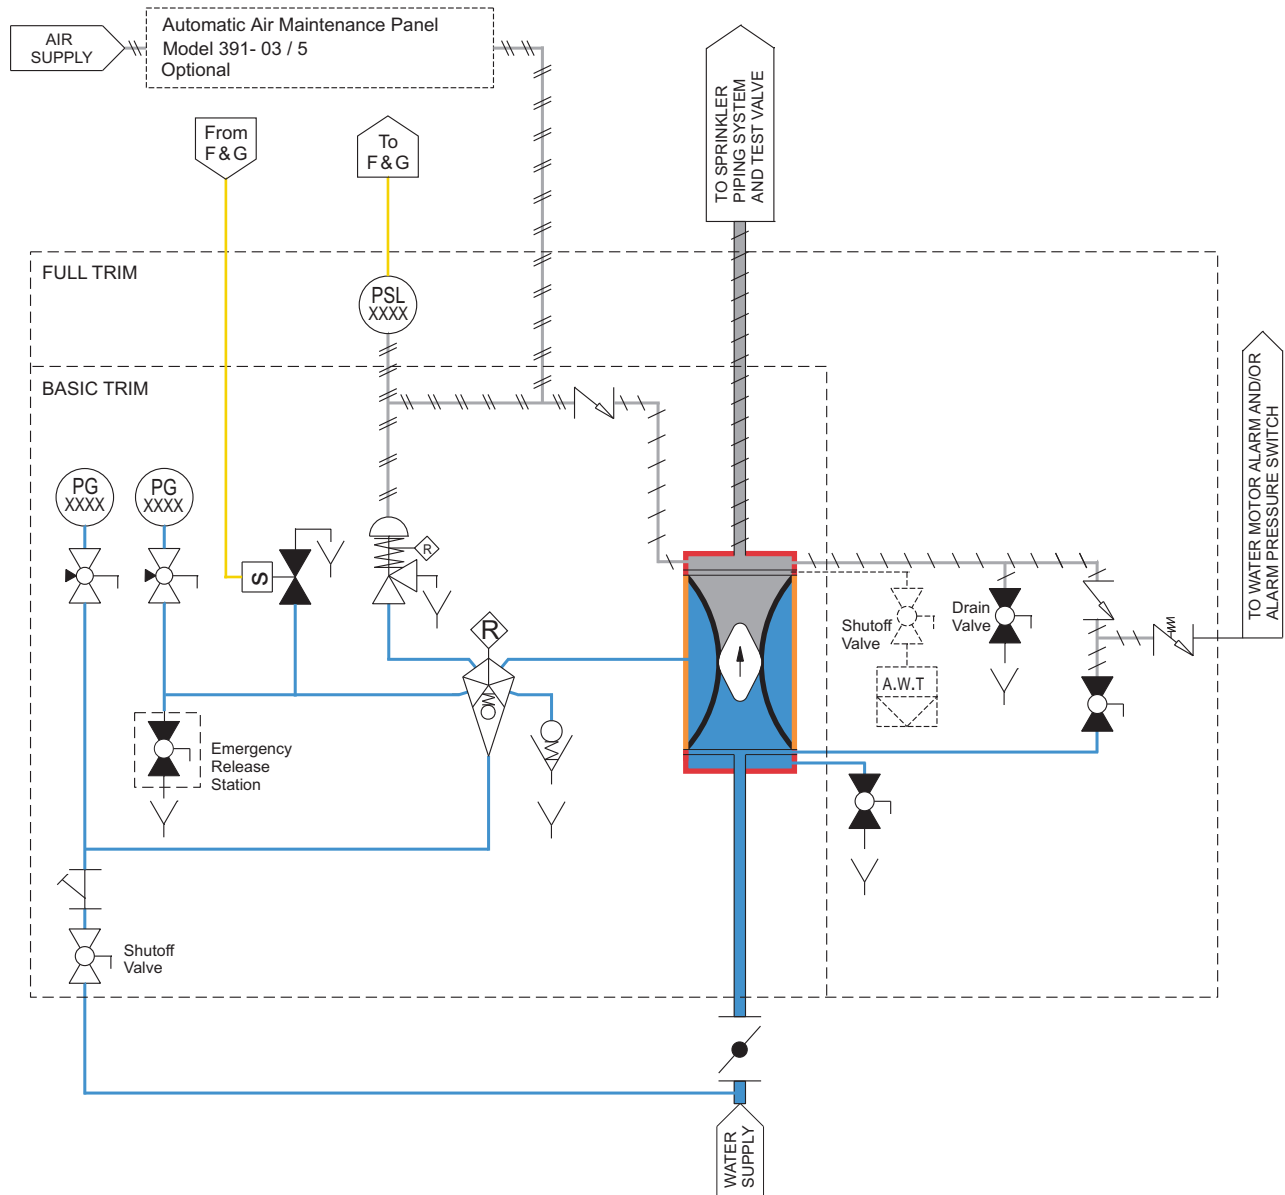 AIR
SUPPLY
Automatic Air Maintenance Panel
Model 391- 03 / 5
Optional
From
F & G
To
F & G
TO SPRINKLER
PIPING SYSTEM
AND TEST VALVE
FULL TRIM
PSL
XXXX
BASIC TRIM
TO WATER MOTOR ALARM AND/OR
ALARM PRESSURE SWITCH
PG
XXXX
PG
XXXX
S
R
R
Shutoff
Valve
Drain
Valve
A.W.T
Emergency
Release
Station
Shutoff
Valve
WATER
SUPPLY